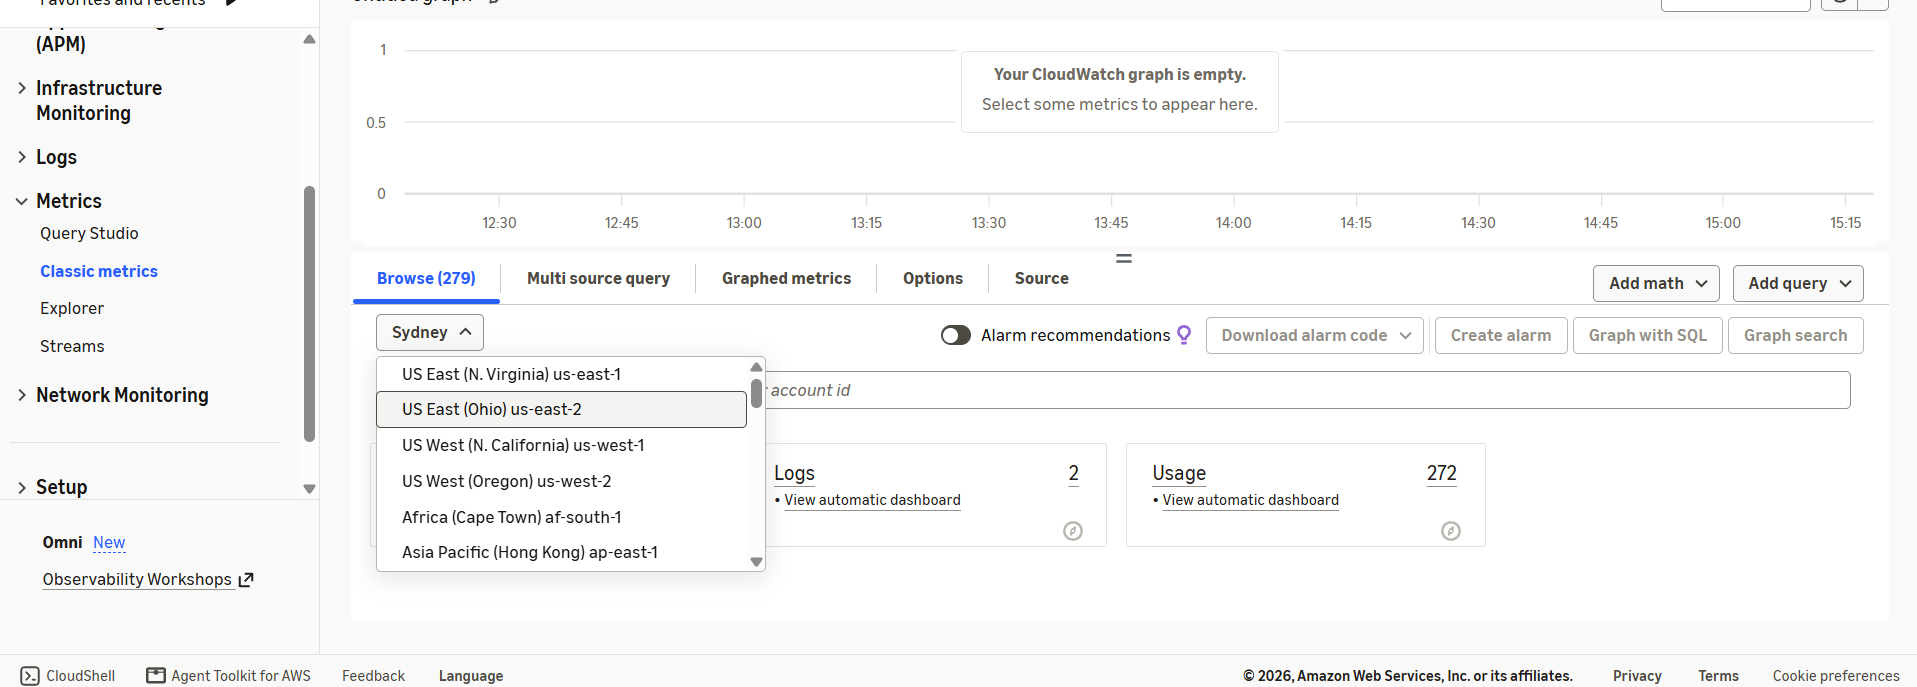 Favorites and recents
(APM)
Infrastructure
Monitoring
Logs
Metrics
Query Studio
Classic metrics
Explorer
Streams
Network Monitoring
Setup
Omni New
Observability Workshops
1
0.5
0
Your CloudWatch graph is empty.
Select some metrics to appear here.
12:30 12:45 13:00 13:15 13:30 13:45 14:00 14:15 14:30 14:45 15:00 15:15
Browse (279) Multi source query Graphed metrics Options Source Add math Add query
Sydney Alarm recommendations Download alarm code Create alarm Graph with SQL Graph search
US East (N. Virginia) us-east-1
US East (Ohio) us-east-2
US West (N. California) us-west-1
US West (Oregon) us-west-2
Africa (Cape Town) af-south-1
Asia Pacific (Hong Kong) ap-east-1
account id
Logs 2
• View automatic dashboard
Usage 272
• View automatic dashboard
CloudShell Agent Toolkit for AWS Feedback Language © 2026, Amazon Web Services, Inc. or its affiliates. Privacy Terms Cookie preferences